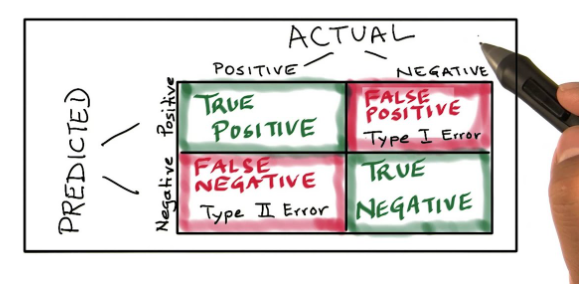 ACTUAL
POSITIVE NEGATIVE
PREDICTED
Positive
TRUE
POSITIVE
FALSE
POSITIVE
Type I Error
Negative
FALSE
NEGATIVE
Type II Error
TRUE
NEGATIVE